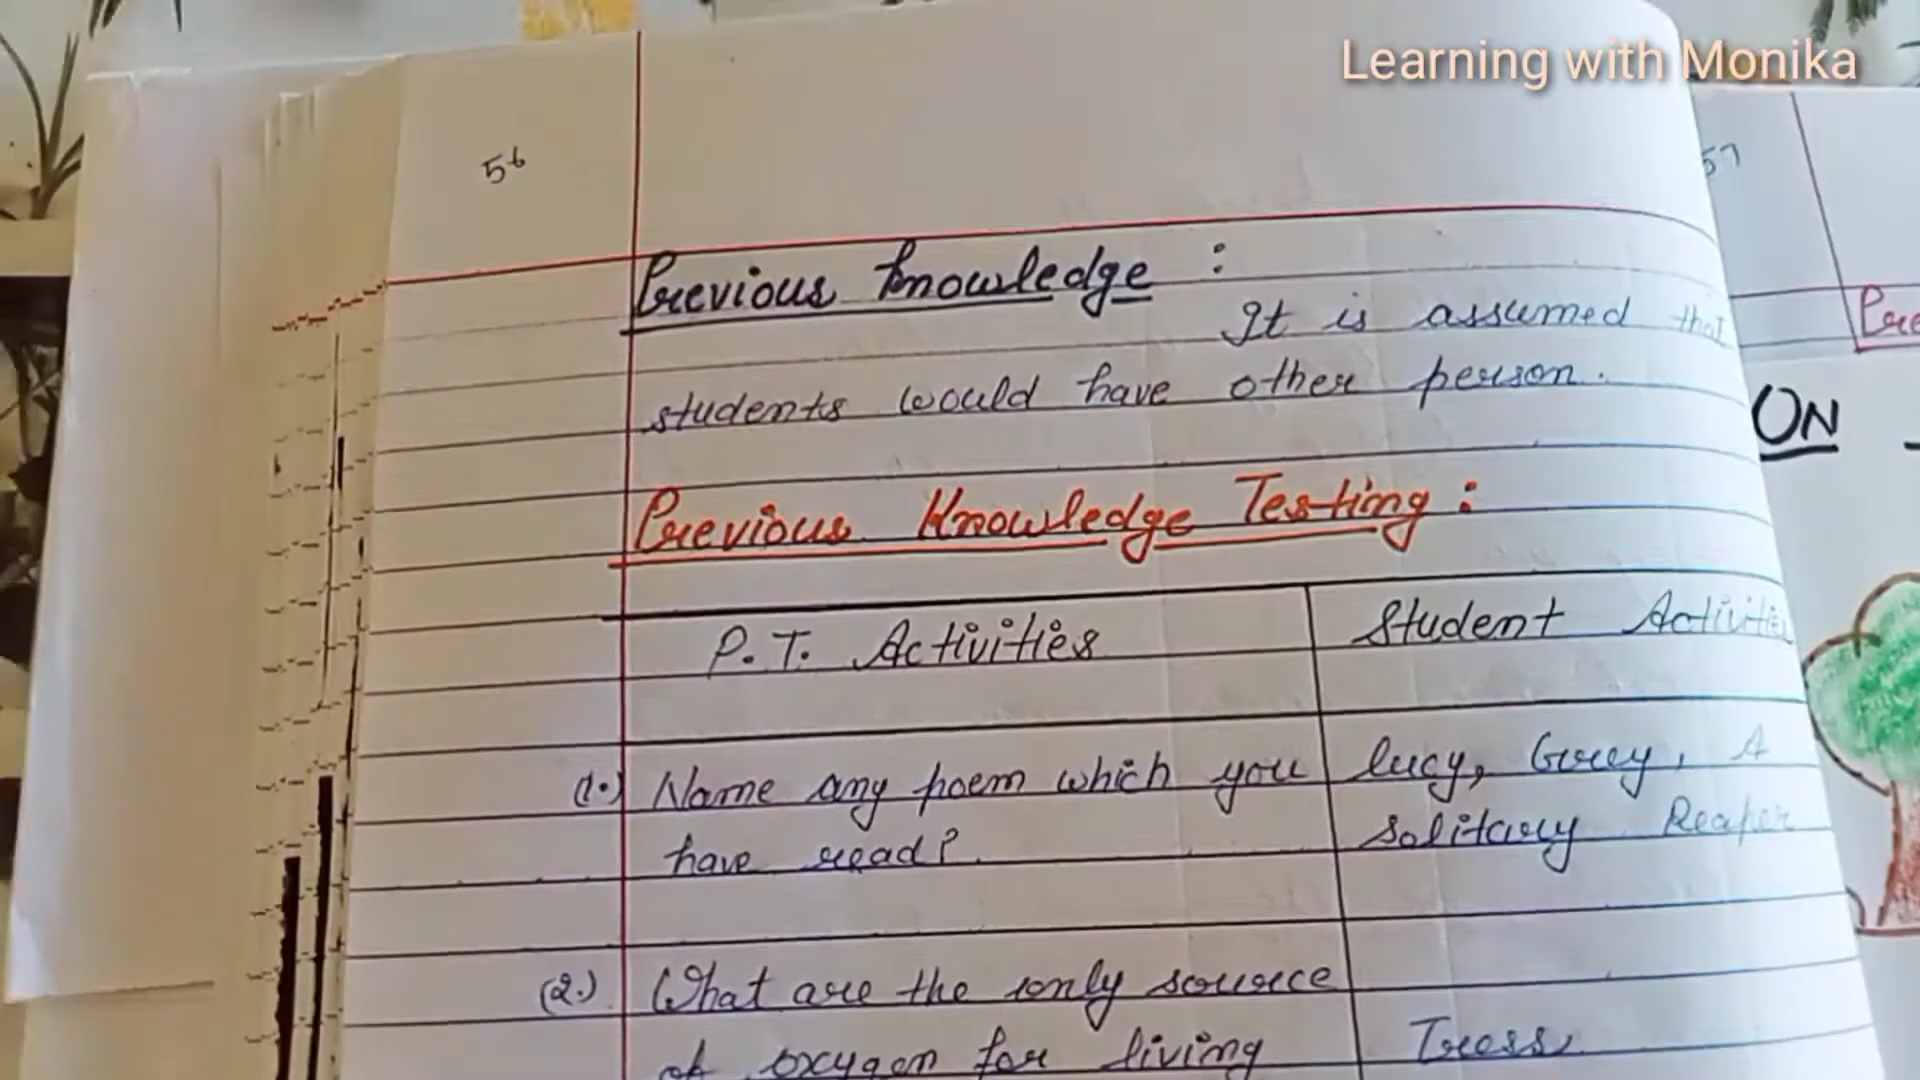 Learning with Monika
56
57
Previous Knowledge :
It is assumed that
students would have other person.
Previous Knowledge Testing :
P.T. Activities
Student Activities
(1.) Name any poem which you
have read?
lucy, Grey, A
solitary Reaper
(2.) What are the only source
of oxygen for living
Tress
Pre
ON